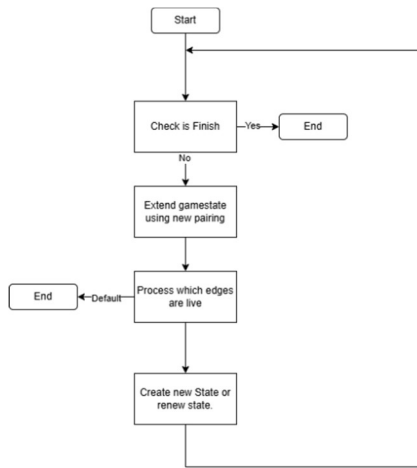 Start
Check is Finish
Yes
End
No
Extend gamestate
using new pairing
Process which edges
are live
Default
End
Create new State or
renew state.